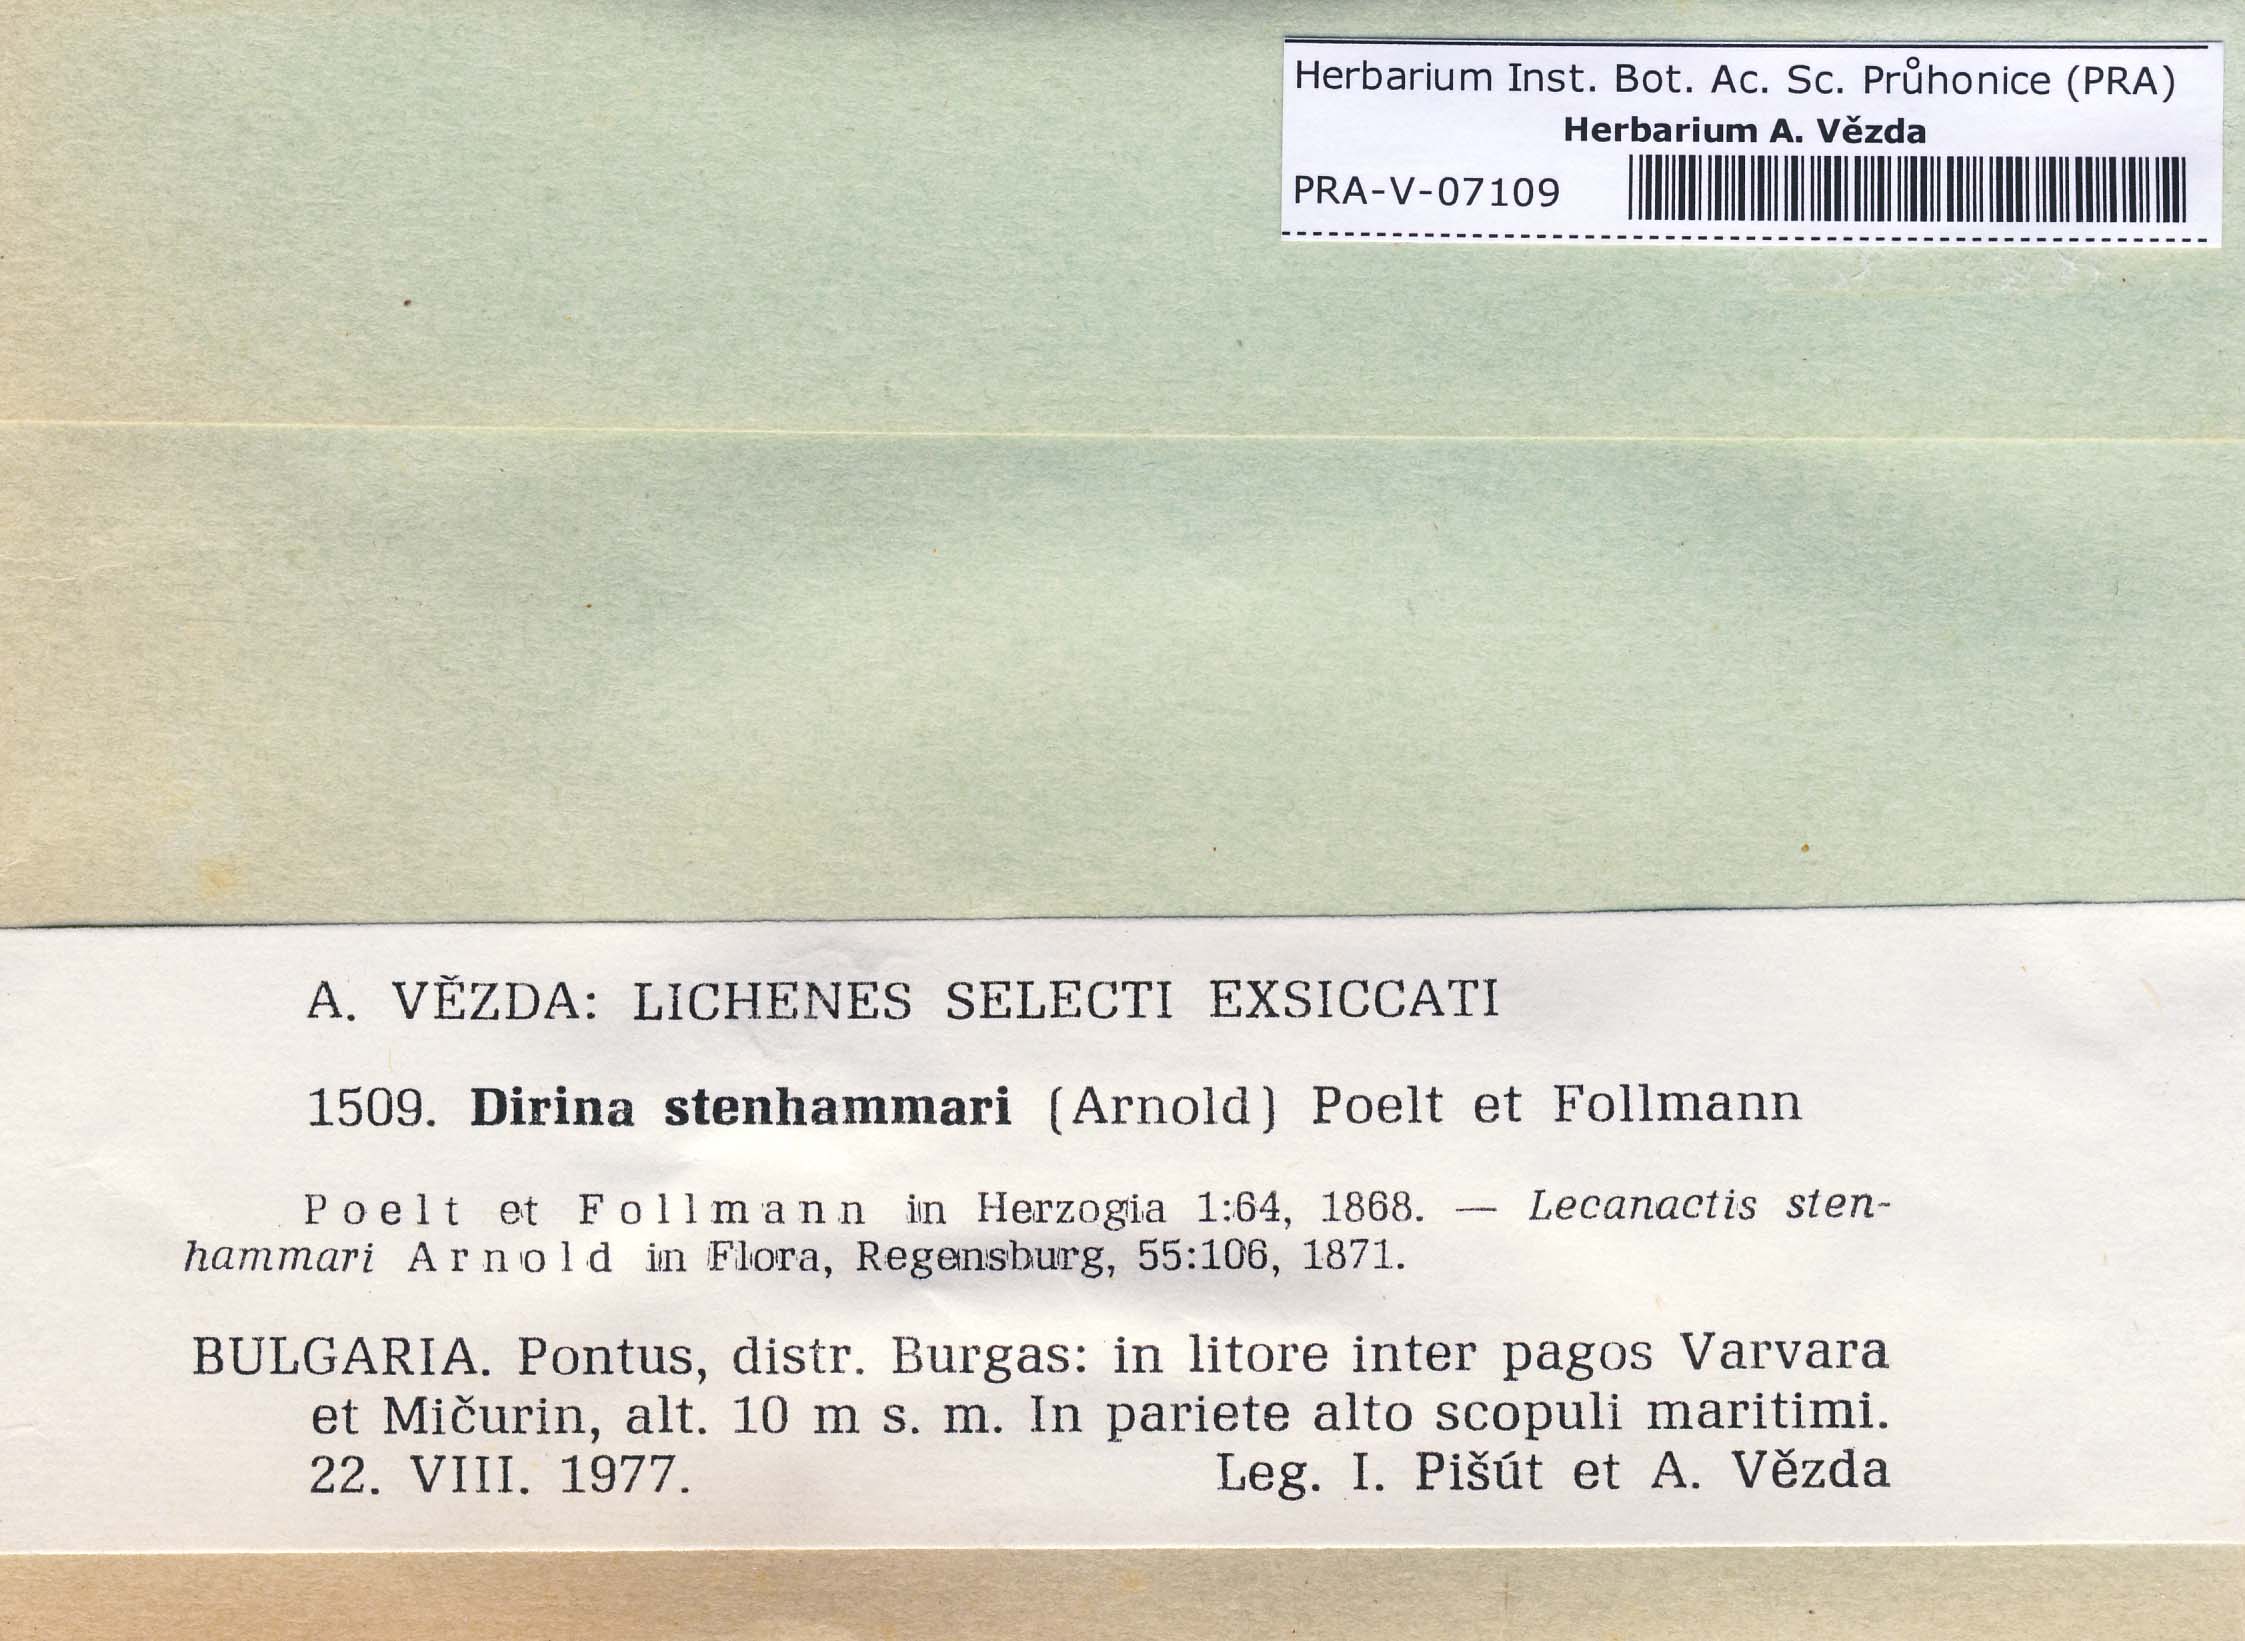 Herbarium Inst. Bot. Ac. Sc. Průhonice (PRA)
Herbarium A. Vězda
PRA-V-07109
A. VĚZDA: LICHENES SELECTI EXSICCATI
1509. Dirina stenhammari (Arnold) Poelt et Follmann
Poelt et Follmann in Herzogia 1:64, 1868. — Lecanactis sten-
hammari Arnold in Flora, Regensburg, 55:106, 1871.
BULGARIA. Pontus, distr. Burgas: in litore inter pagos Varvara
et Mičurin, alt. 10 m s. m. In pariete alto scopuli maritimi.
22. VIII. 1977. Leg. I. Pišút et A. Vězda